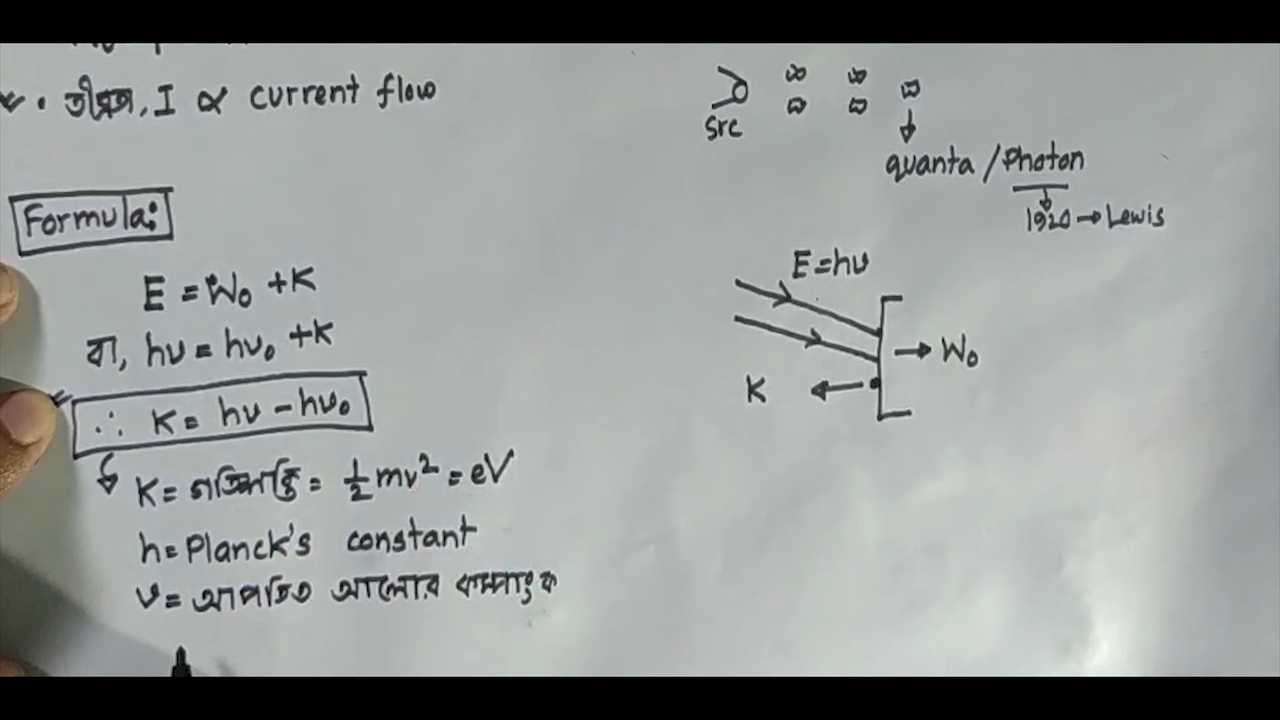 • তীব্রতা, I ∝ current flow
Formula:
E = W₀ + K
বা, hν = hν₀ + K
∴ K = hν − hν₀
K = গতিশক্তি = ½mv² = eV
h = Planck's constant
ν = আপতিত আলোর কম্পাংক
src
quanta / Photon
1920 → Lewis
E = hν
→ W₀
K ←